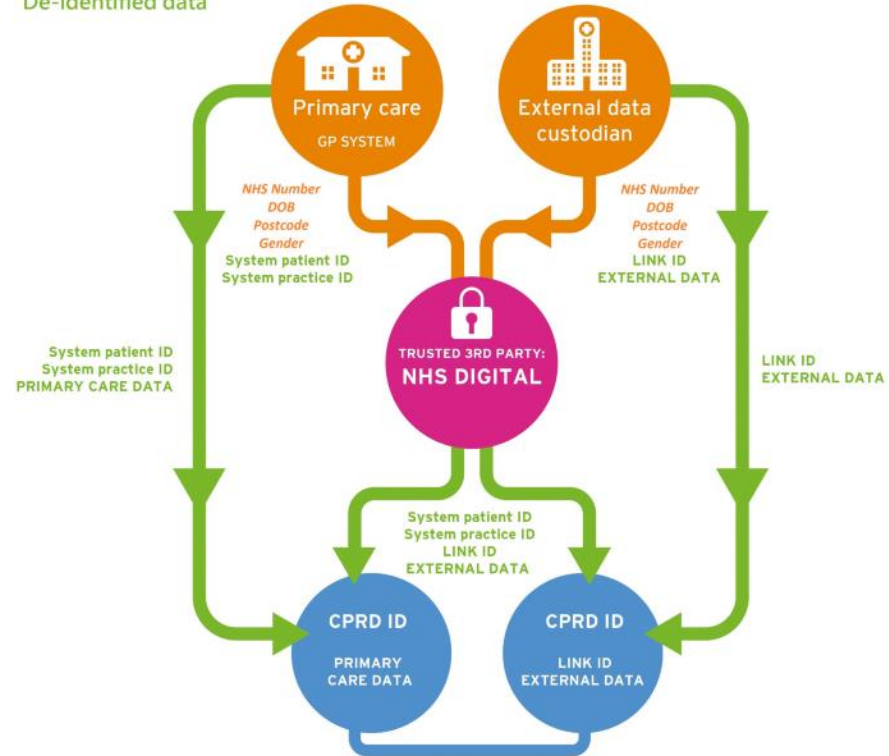 De-identified data
Primary care
GP SYSTEM
External data
custodian
NHS Number
DOB
Postcode
Gender
System patient ID
System practice ID
NHS Number
DOB
Postcode
Gender
LINK ID
EXTERNAL DATA
TRUSTED 3RD PARTY:
NHS DIGITAL
System patient ID
System practice ID
PRIMARY CARE DATA
LINK ID
EXTERNAL DATA
System patient ID
System practice ID
LINK ID
EXTERNAL DATA
CPRD ID
PRIMARY
CARE DATA
CPRD ID
LINK ID
EXTERNAL DATA